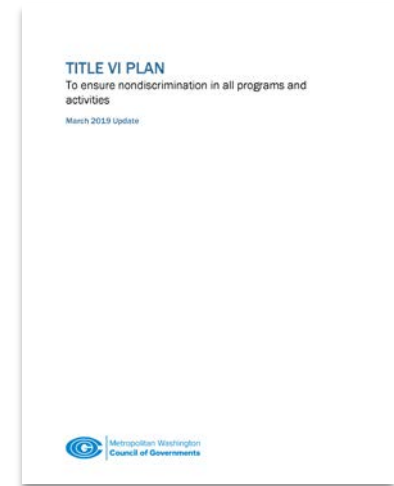 TITLE VI PLAN
To ensure nondiscrimination in all programs and
activities
March 2019 Update
Metropolitan Washington
Council of Governments